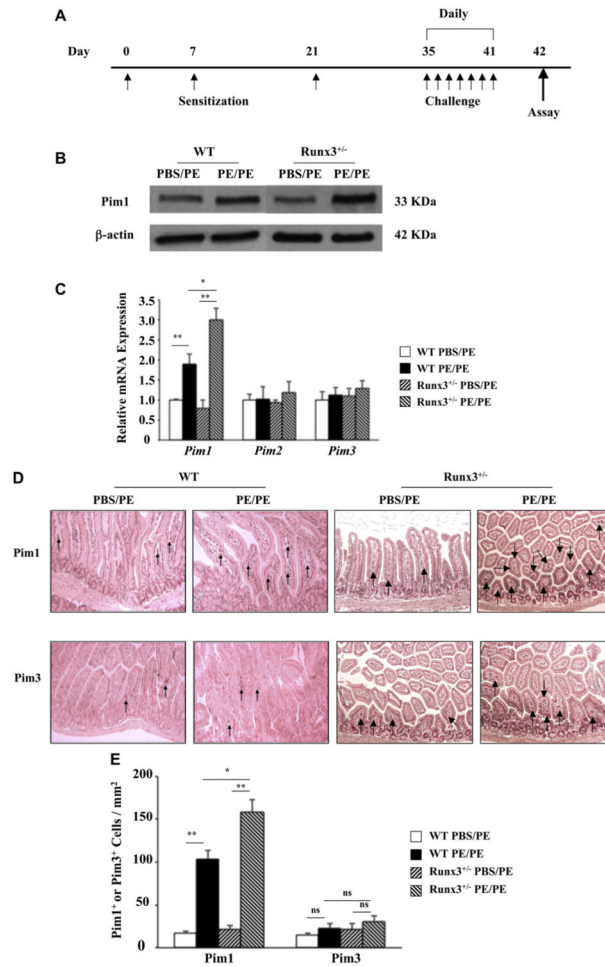 A
Daily
Day 0 7 21 35 41 42
Sensitization Challenge
Assay
B
WT Runx3+/-
PBS/PE PE/PE PBS/PE PE/PE
Pim1 33 KDa
β-actin 42 KDa
C
Relative mRNA Expression
3.5
3.0
2.5
2.0
1.5
1.0
0.5
0
*
**
**
Pim1 Pim2 Pim3
WT PBS/PE
WT PE/PE
Runx3+/- PBS/PE
Runx3+/- PE/PE
D
WT Runx3+/-
PBS/PE PE/PE PBS/PE PE/PE
Pim1
Pim3
E
Pim1+ or Pim3+ Cells / mm2
200
150
100
50
0
*
**
**
ns
ns ns
Pim1 Pim3
WT PBS/PE
WT PE/PE
Runx3+/- PBS/PE
Runx3+/- PE/PE